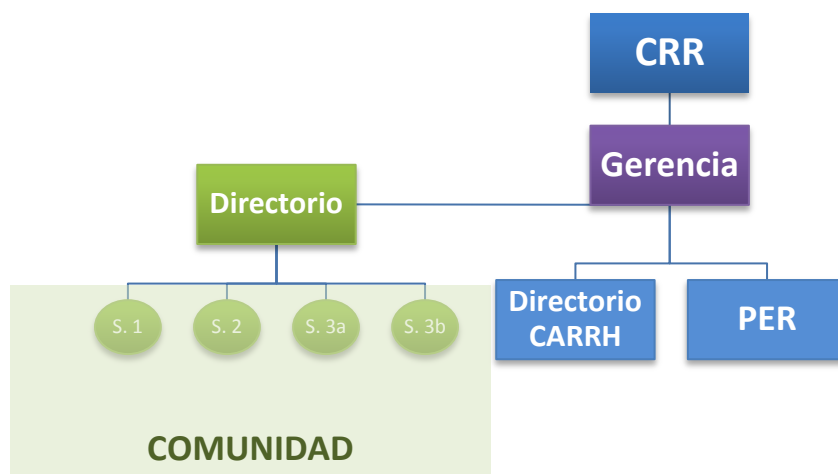 CRR
Gerencia
Directorio
S. 1
S. 2
S. 3a
S. 3b
Directorio
CARRH
PER
COMUNIDAD